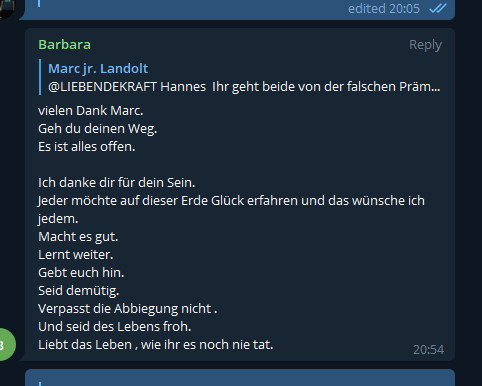 edited 20:05
Barbara Reply
Marc jr. Landolt
@LIEBENDEKRAFT Hannes Ihr geht beide von der falschen Präm...
vielen Dank Marc.
Geh du deinen Weg.
Es ist alles offen.
Ich danke dir für dein Sein.
Jeder möchte auf dieser Erde Glück erfahren und das wünsche ich
jedem.
Macht es gut.
Lernt weiter.
Gebt euch hin.
Seid demütig.
Verpasst die Abbiegung nicht .
Und seid des Lebens froh.
Liebt das Leben , wie ihr es noch nie tat.
20:54